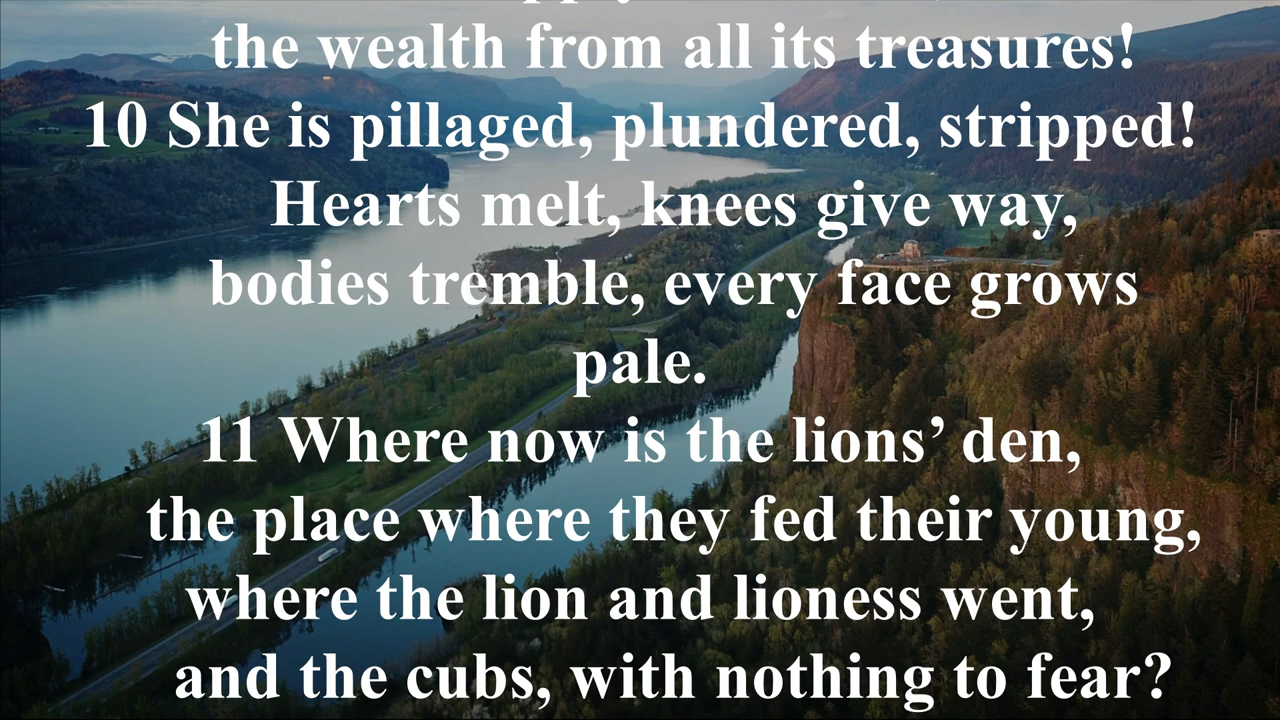 the wealth from all its treasures!
10 She is pillaged, plundered, stripped!
Hearts melt, knees give way,
bodies tremble, every face grows
pale.
11 Where now is the lions’ den,
the place where they fed their young,
where the lion and lioness went,
and the cubs, with nothing to fear?